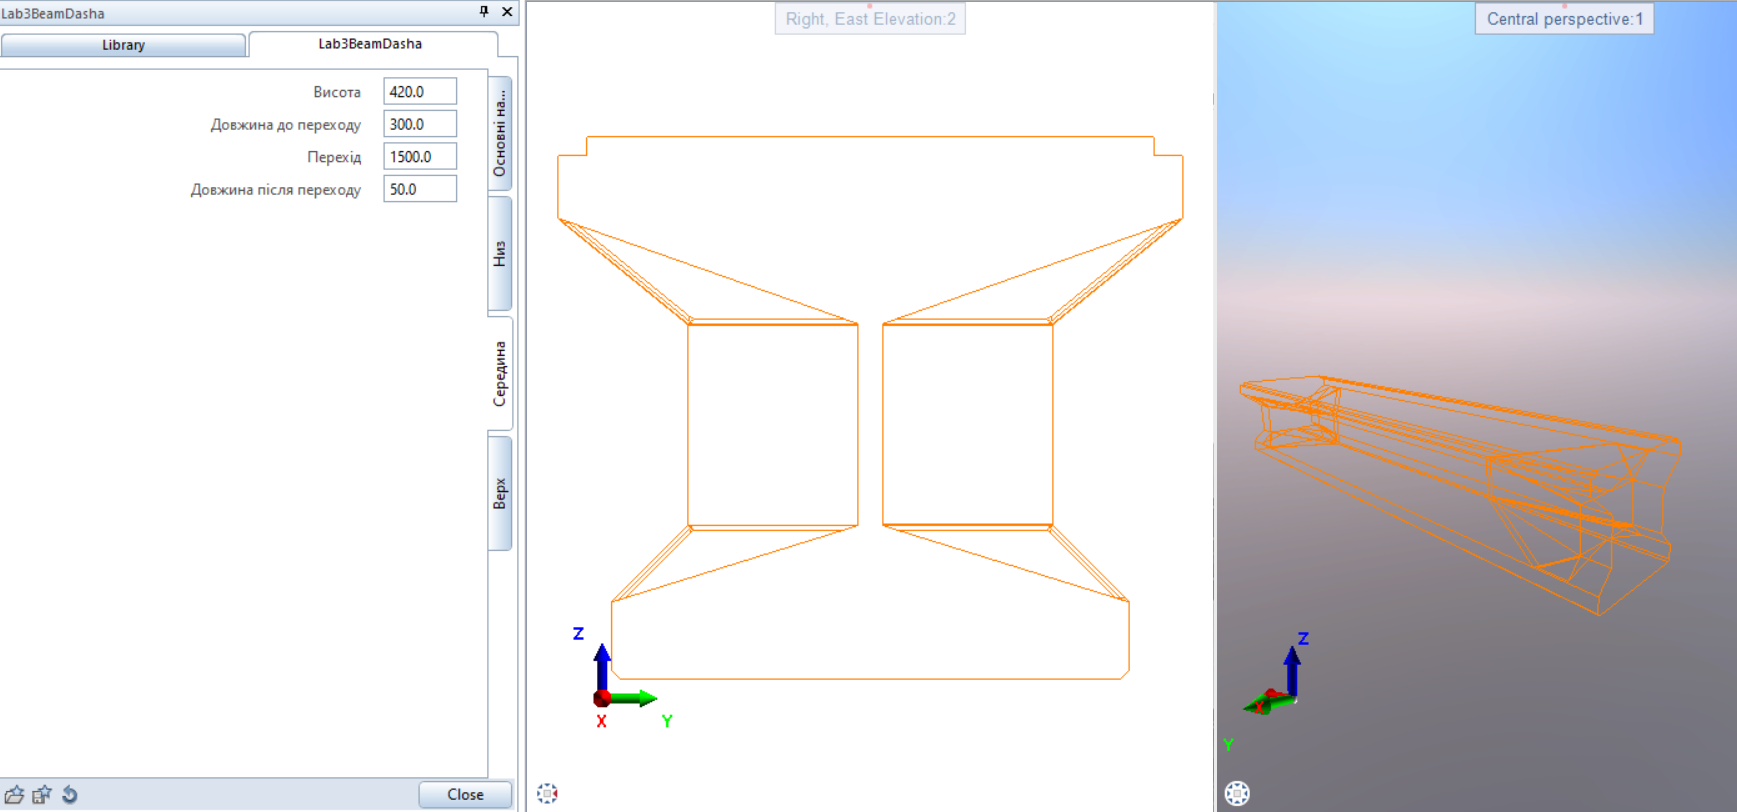 Lab3BeamDasha
Library
Lab3BeamDasha
Висота 420.0
Довжина до переходу 300.0
Перехід 1500.0
Довжина після переходу 50.0
Основні на...
Низ
Середина
Верх
Close
Right, East Elevation:2
Z
X
Y
Central perspective:1
Z
X
Y